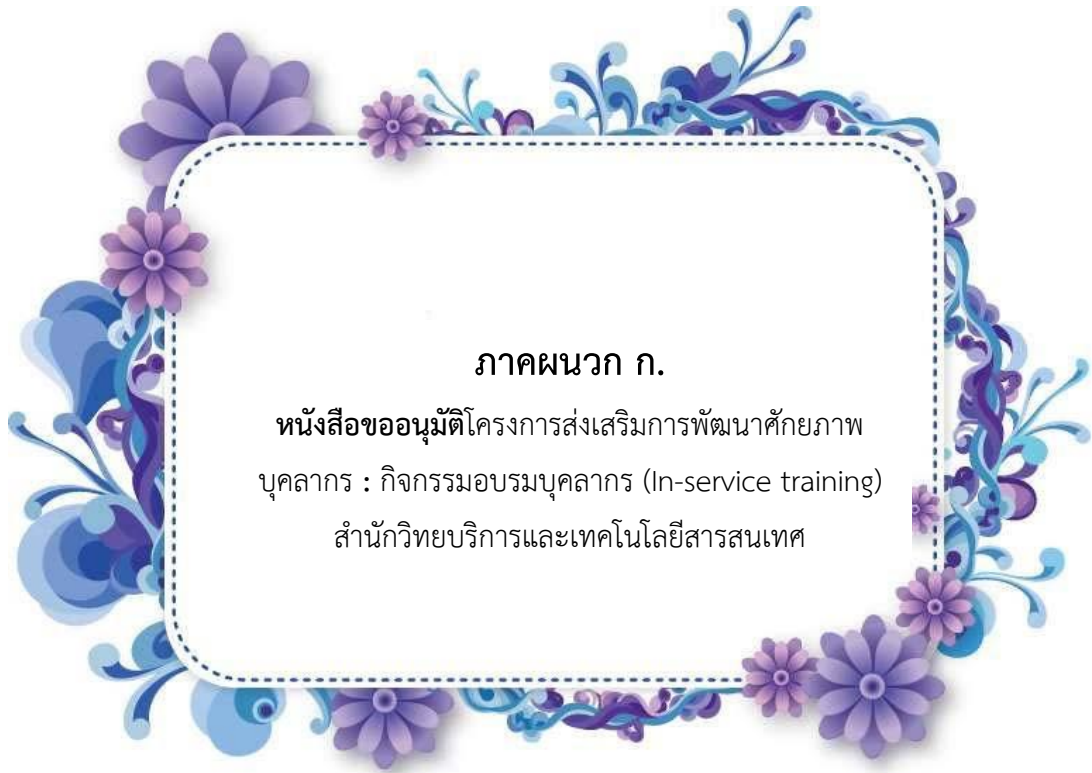 ภาคผนวก ก.
หนังสือขออนุมัติโครงการส่งเสริมการพัฒนาศักยภาพ
บุคลากร : กิจกรรมอบรมบุคลากร (In-service training)
สำนักวิทยบริการและเทคโนโลยีสารสนเทศ